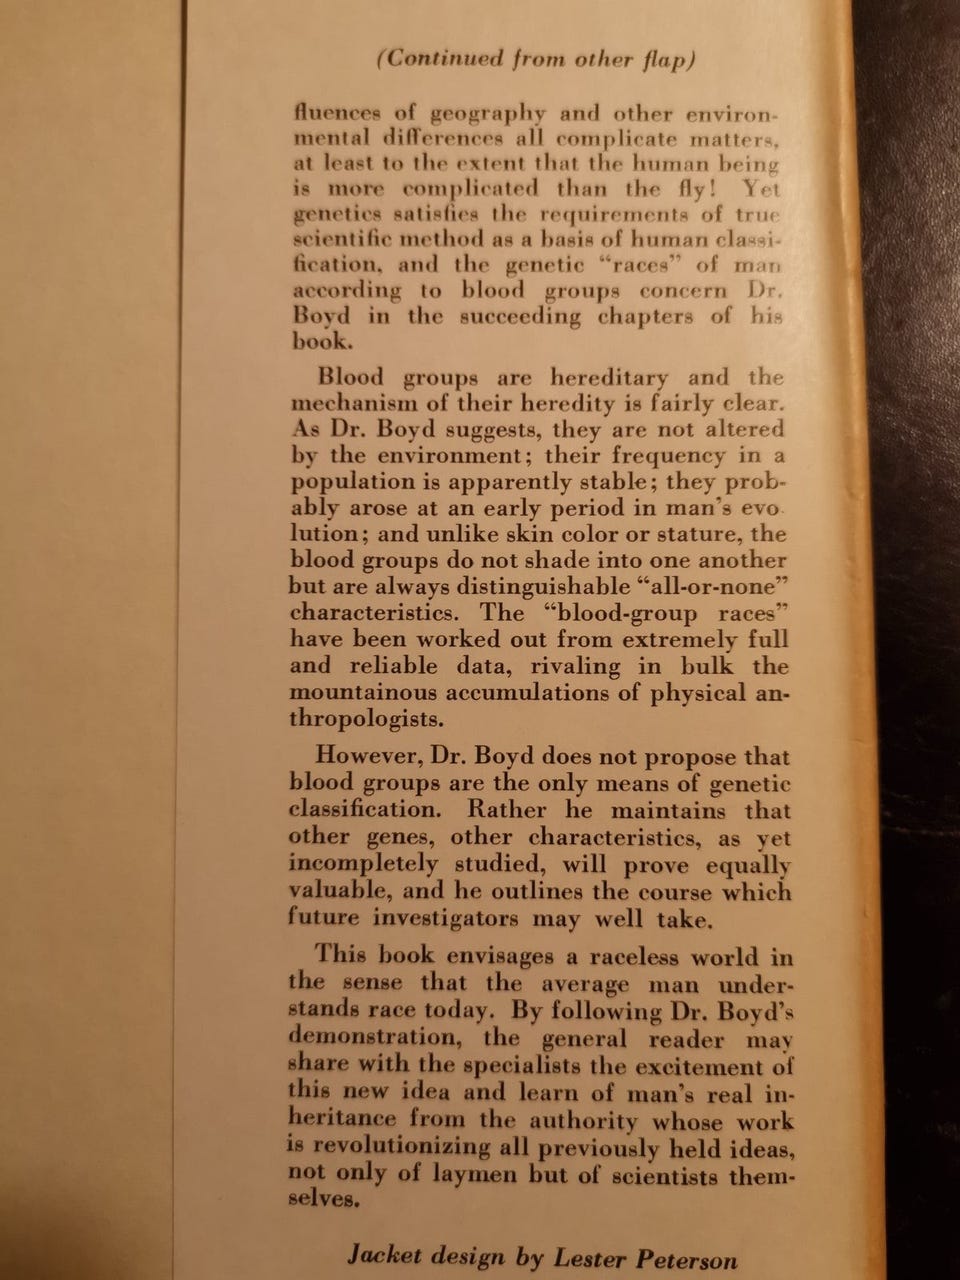 (Continued from other flap)
fluences of geography and other environ-
mental differences all complicate matters,
at least to the extent that the human being
is more complicated than the fly! Yet
genetics satisfies the requirements of true
scientific method as a basis of human classi-
fication, and the genetic “races” of man
according to blood groups concern Dr.
Boyd in the succeeding chapters of his
book.
Blood groups are hereditary and the
mechanism of their heredity is fairly clear.
As Dr. Boyd suggests, they are not altered
by the environment; their frequency in a
population is apparently stable; they prob-
ably arose at an early period in man’s evo
lution; and unlike skin color or stature, the
blood groups do not shade into one another
but are always distinguishable “all-or-none”
characteristics. The “blood-group races”
have been worked out from extremely full
and reliable data, rivaling in bulk the
mountainous accumulations of physical an-
thropologists.
However, Dr. Boyd does not propose that
blood groups are the only means of genetic
classification. Rather he maintains that
other genes, other characteristics, as yet
incompletely studied, will prove equally
valuable, and he outlines the course which
future investigators may well take.
This book envisages a raceless world in
the sense that the average man under-
stands race today. By following Dr. Boyd’s
demonstration, the general reader may
share with the specialists the excitement of
this new idea and learn of man’s real in-
heritance from the authority whose work
is revolutionizing all previously held ideas,
not only of laymen but of scientists them-
selves.
Jacket design by Lester Peterson